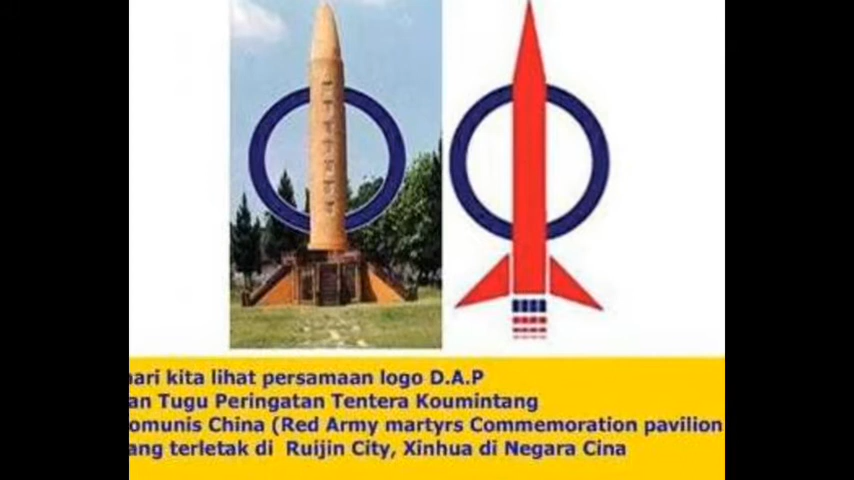 ari kita lihat persamaan logo D.A.P
an Tugu Peringatan Tentera Koumintang
omunis China (Red Army martyrs Commemoration pavilion
ang terletak di Ruijin City, Xinhua di Negara Cina